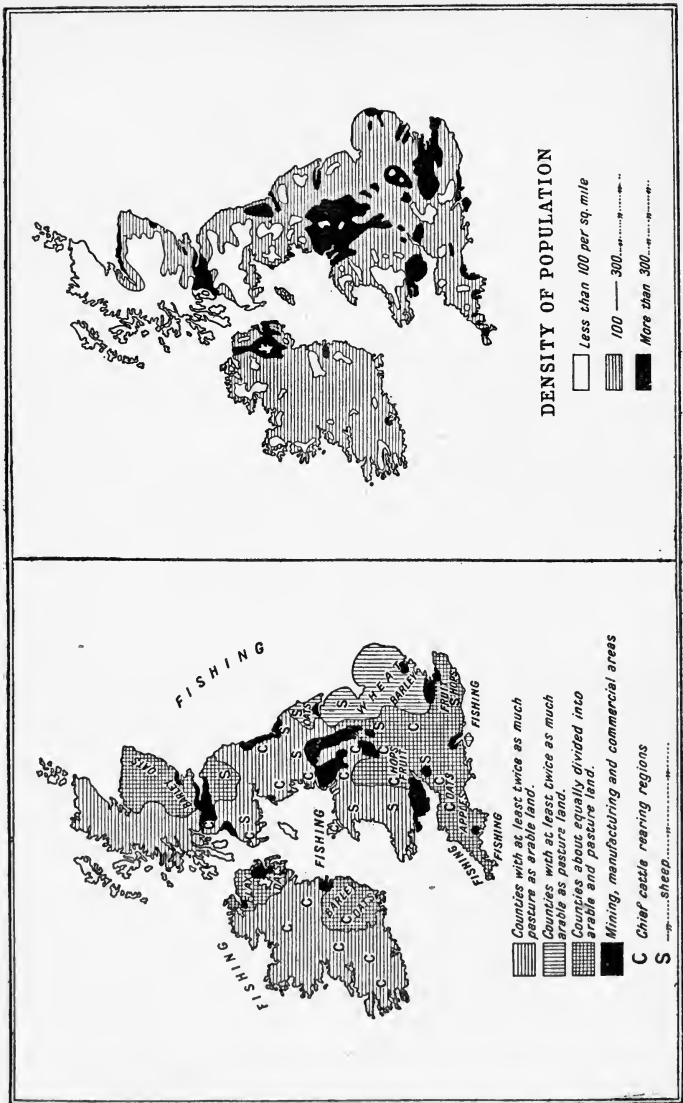 FISHING
FISHING
FISHING
FISHING
FISHING
FISHING
OATS
BARLEY
OATS
BARLEY
OATS
WHEAT
BARLEY
HOPS
FRUIT
FRUIT
HOPS
OATS
Counties with at least twice as much
pasture as arable land.
Counties with at least twice as much
arable as pasture land.
Counties about equally divided into
arable and pasture land.
Mining, manufacturing and commercial areas
C Chief cattle rearing regions
S —„— sheep „
DENSITY OF POPULATION
Less than 100 per sq. mile
100 — 300 „ „ „
More than 300 „ „ „